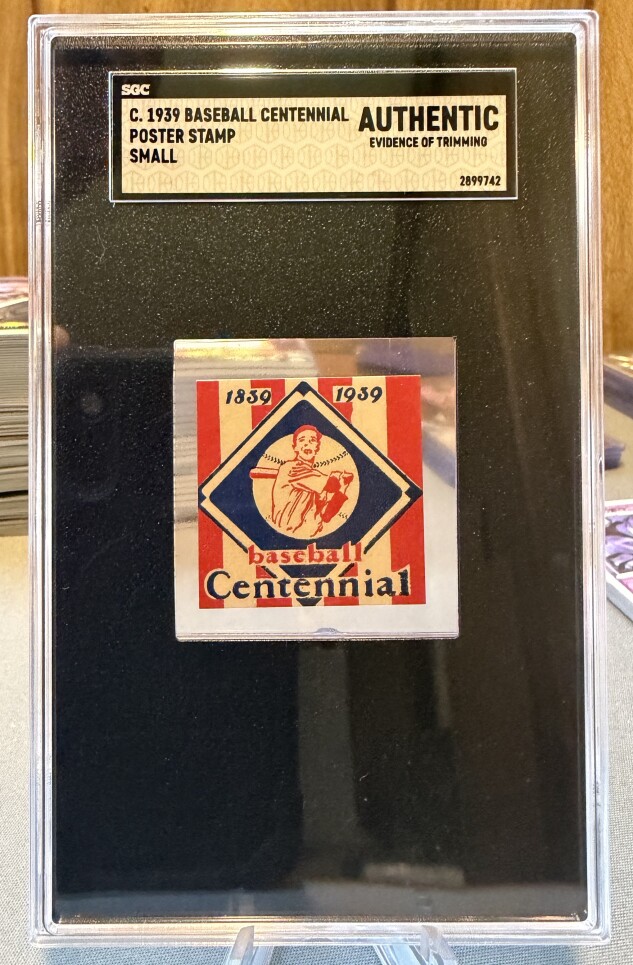 SGC
C. 1939 BASEBALL CENTENNIAL
POSTER STAMP
SMALL
AUTHENTIC
EVIDENCE OF TRIMMING
2899742
1839 1939
baseball
Centennial